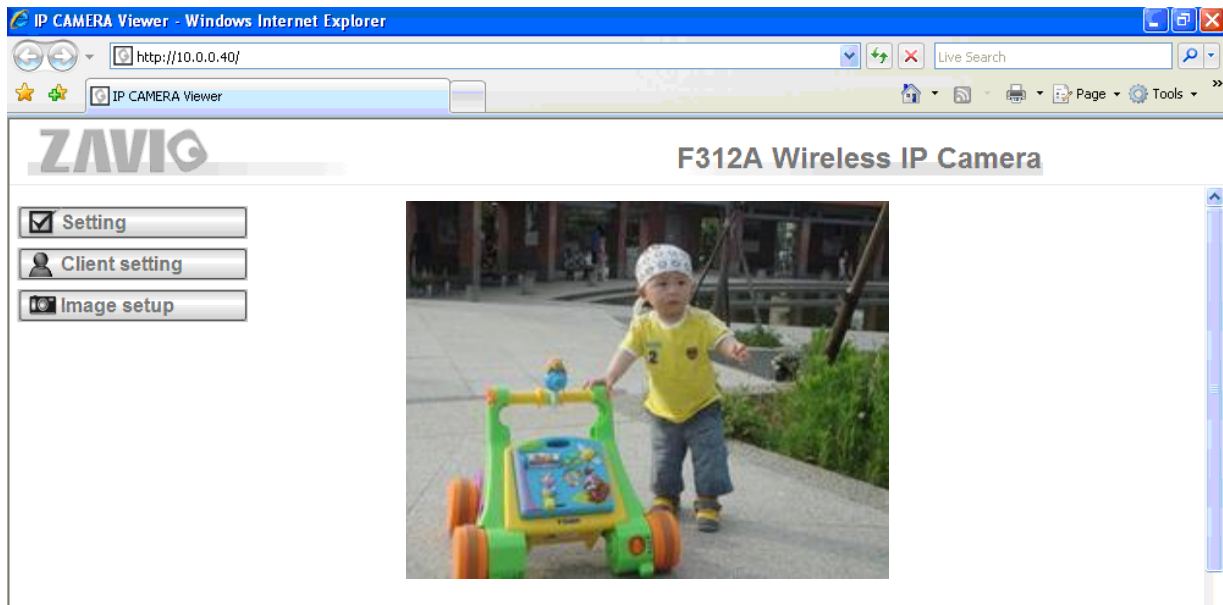 IP CAMERA Viewer - Windows Internet Explorer
http://10.0.0.40/
Live Search
IP CAMERA Viewer
Page
Tools
ZAVIO
F312A Wireless IP Camera
Setting
Client setting
Image setup
2